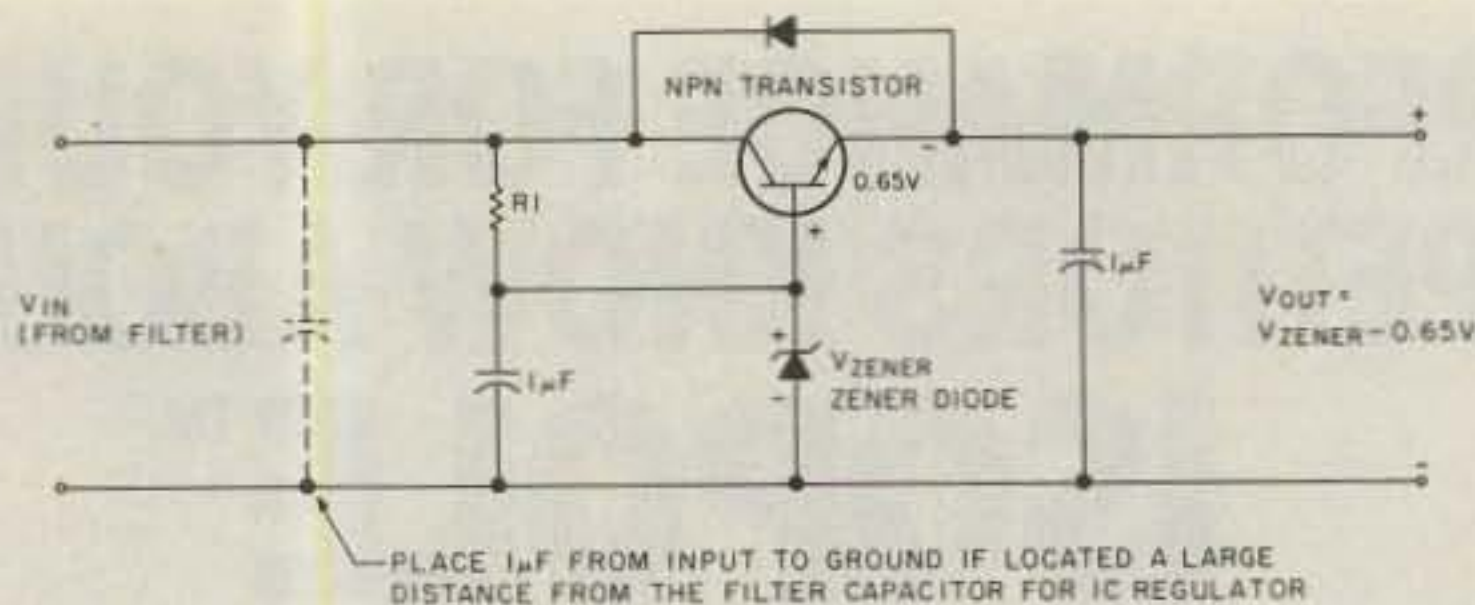 NPN TRANSISTOR
+
-
0.65V
R1
+
1µF
VIN
(FROM FILTER)
VOUT =
VZENER - 0.65V
+
VZENER
1µF
-
ZENER DIODE
-
PLACE 1µF FROM INPUT TO GROUND IF LOCATED A LARGE
DISTANCE FROM THE FILTER CAPACITOR FOR IC REGULATOR